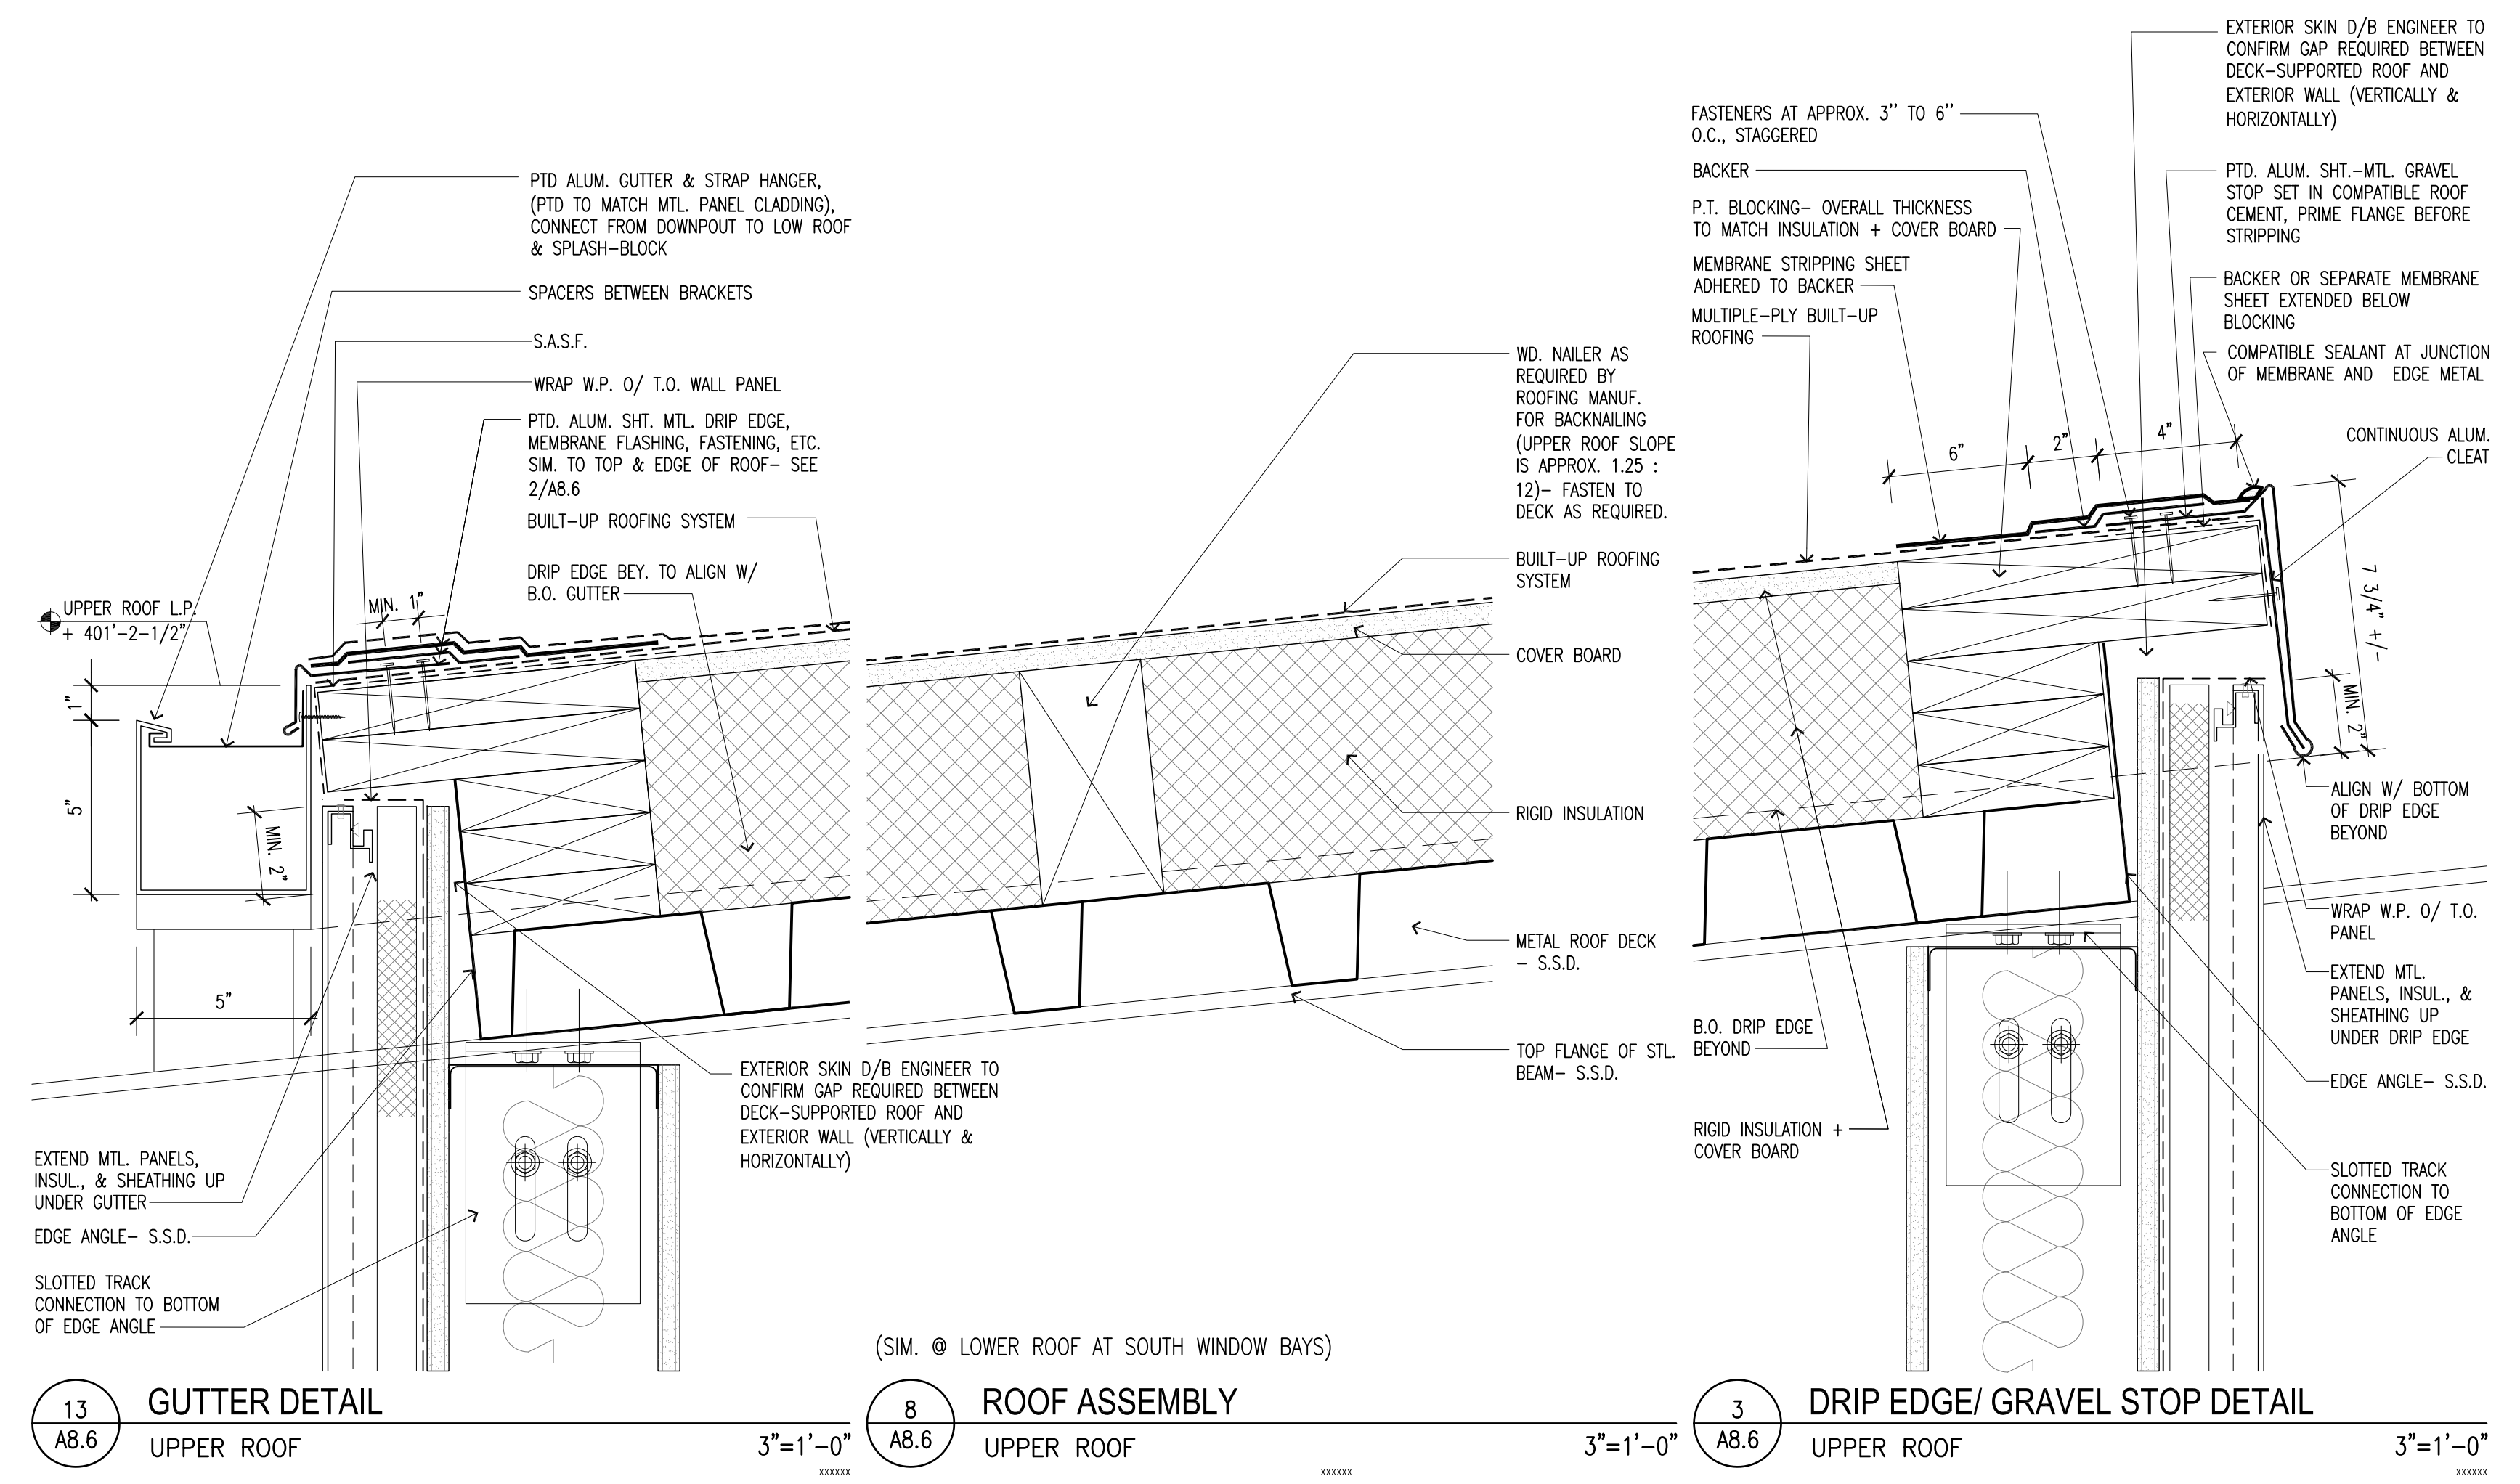 PTD ALUM. GUTTER & STRAP HANGER,
(PTD TO MATCH MTL. PANEL CLADDING),
CONNECT FROM DOWNPOUT TO LOW ROOF
& SPLASH-BLOCK
SPACERS BETWEEN BRACKETS
S.A.S.F.
WRAP W.P. O/ T.O. WALL PANEL
PTD. ALUM. SHT. MTL. DRIP EDGE,
MEMBRANE FLASHING, FASTENING, ETC.
SIM. TO TOP & EDGE OF ROOF- SEE
2/A8.6
BUILT-UP ROOFING SYSTEM
DRIP EDGE BEY. TO ALIGN W/
B.O. GUTTER
MIN. 1"
UPPER ROOF L.P.
+ 401'-2-1/2"
1"
5"
MIN. 2"
5"
EXTERIOR SKIN D/B ENGINEER TO
CONFIRM GAP REQUIRED BETWEEN
DECK-SUPPORTED ROOF AND
EXTERIOR WALL (VERTICALLY &
HORIZONTALLY)
EXTEND MTL. PANELS,
INSUL., & SHEATHING UP
UNDER GUTTER
EDGE ANGLE- S.S.D.
SLOTTED TRACK
CONNECTION TO BOTTOM
OF EDGE ANGLE
13
A8.6
GUTTER DETAIL
UPPER ROOF
3"=1'-0"
xxxxxx
WD. NAILER AS
REQUIRED BY
ROOFING MANUF.
FOR BACKNAILING
(UPPER ROOF SLOPE
IS APPROX. 1.25 :
12)- FASTEN TO
DECK AS REQUIRED.
BUILT-UP ROOFING
SYSTEM
COVER BOARD
RIGID INSULATION
METAL ROOF DECK
- S.S.D.
TOP FLANGE OF STL.
BEAM- S.S.D.
(SIM. @ LOWER ROOF AT SOUTH WINDOW BAYS)
8
A8.6
ROOF ASSEMBLY
UPPER ROOF
3"=1'-0"
xxxxxx
FASTENERS AT APPROX. 3'' TO 6''
O.C., STAGGERED
BACKER
P.T. BLOCKING- OVERALL THICKNESS
TO MATCH INSULATION + COVER BOARD
MEMBRANE STRIPPING SHEET
ADHERED TO BACKER
MULTIPLE-PLY BUILT-UP
ROOFING
EXTERIOR SKIN D/B ENGINEER TO
CONFIRM GAP REQUIRED BETWEEN
DECK-SUPPORTED ROOF AND
EXTERIOR WALL (VERTICALLY &
HORIZONTALLY)
PTD. ALUM. SHT.-MTL. GRAVEL
STOP SET IN COMPATIBLE ROOF
CEMENT, PRIME FLANGE BEFORE
STRIPPING
BACKER OR SEPARATE MEMBRANE
SHEET EXTENDED BELOW
BLOCKING
COMPATIBLE SEALANT AT JUNCTION
OF MEMBRANE AND EDGE METAL
CONTINUOUS ALUM.
CLEAT
6"
2"
4"
7 3/4" +/-
MIN. 2"
ALIGN W/ BOTTOM
OF DRIP EDGE
BEYOND
WRAP W.P. O/ T.O.
PANEL
EXTEND MTL.
PANELS, INSUL., &
SHEATHING UP
UNDER DRIP EDGE
EDGE ANGLE- S.S.D.
SLOTTED TRACK
CONNECTION TO
BOTTOM OF EDGE
ANGLE
B.O. DRIP EDGE
BEYOND
RIGID INSULATION +
COVER BOARD
3
A8.6
DRIP EDGE/ GRAVEL STOP DETAIL
UPPER ROOF
3"=1'-0"
xxxxxx